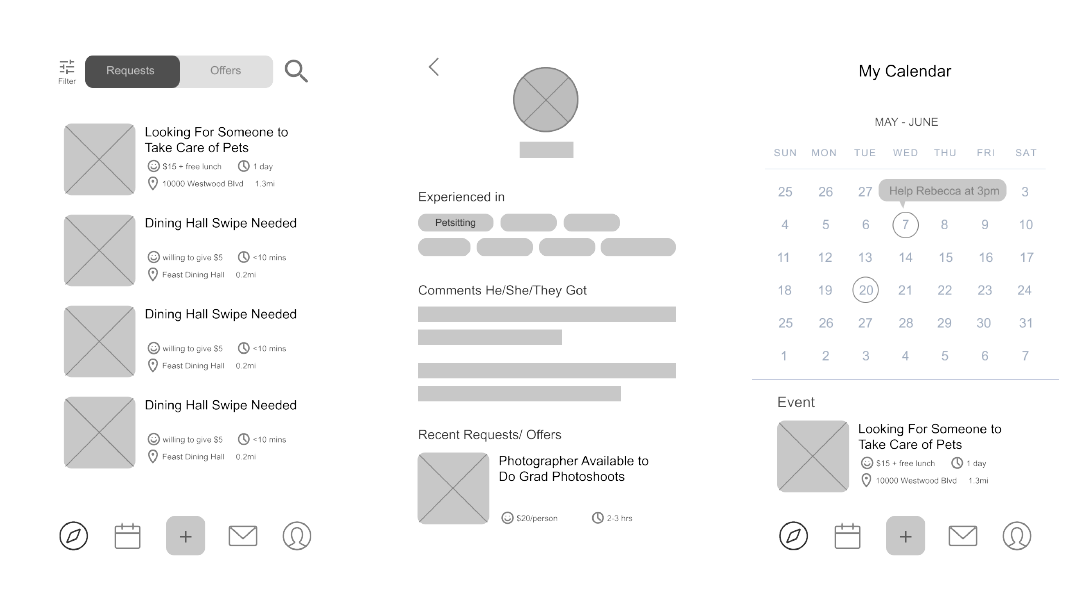 Requests
Offers
Filter
Looking For Someone to
Take Care of Pets
$15 + free lunch 1 day
10000 Westwood Blvd 1.3mi
Dining Hall Swipe Needed
willing to give $5 <10 mins
Feast Dining Hall 0.2mi
Dining Hall Swipe Needed
willing to give $5 <10 mins
Feast Dining Hall 0.2mi
Dining Hall Swipe Needed
willing to give $5 <10 mins
Feast Dining Hall 0.2mi
+
Experienced in
Petsitting
Comments He/She/They Got
Recent Requests/ Offers
Photographer Available to
Do Grad Photoshoots
$20/person 2-3 hrs
My Calendar
MAY - JUNE
SUN MON TUE WED THU FRI SAT
25 26 27 Help Rebecca at 3pm 3
4 5 6 7 8 9 10
11 12 13 14 15 16 17
18 19 20 21 22 23 24
25 26 27 28 29 30 31
1 2 3 4 5 6 7
Event
Looking For Someone to
Take Care of Pets
$15 + free lunch 1 day
10000 Westwood Blvd 1.3mi
+